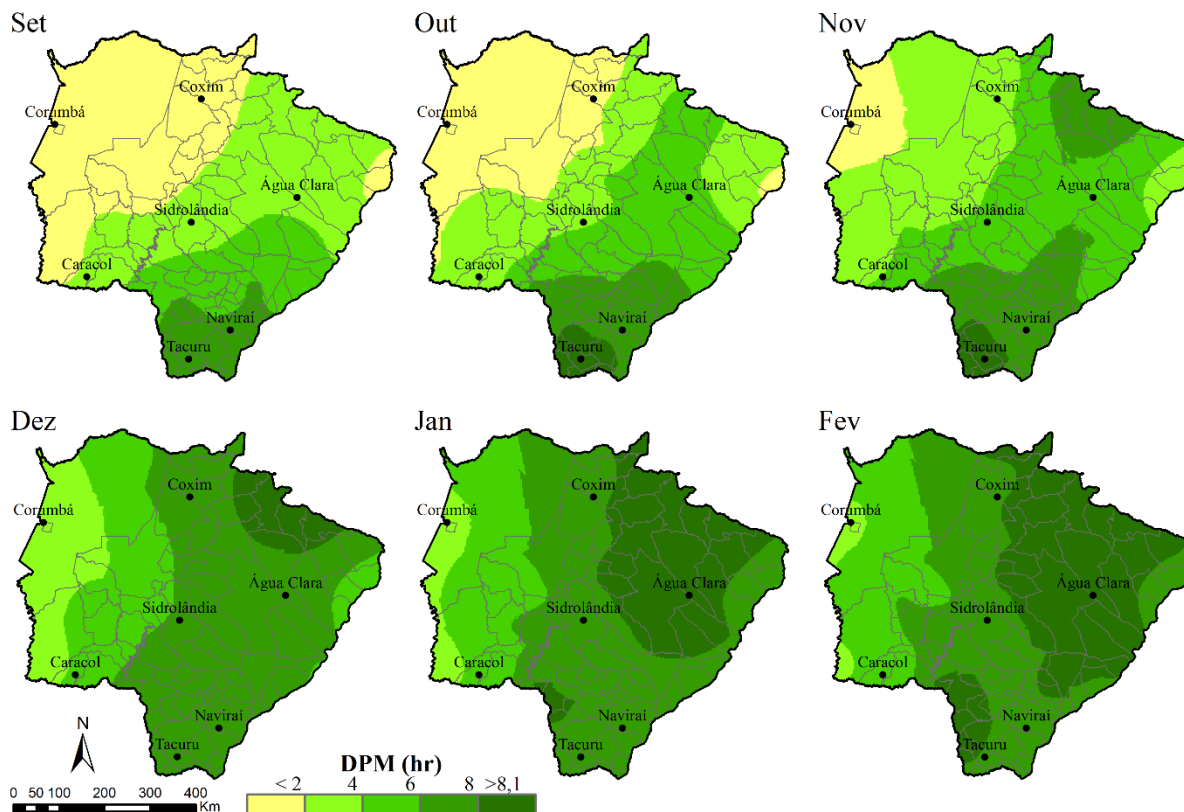 Set
Out
Nov
Coxim
Corumbá
Água Clara
Sidrolândia
Caracol
Naviraí
Tacuru
Coxim
Corumbá
Água Clara
Sidrolândia
Caracol
Naviraí
Tacuru
Coxim
Corumbá
Água Clara
Sidrolândia
Caracol
Naviraí
Tacuru
Dez
Jan
Fev
Coxim
Corumbá
Água Clara
Sidrolândia
Caracol
Naviraí
Tacuru
Coxim
Corumbá
Água Clara
Sidrolândia
Caracol
Naviraí
Tacuru
Coxim
Corumbá
Água Clara
Sidrolândia
Caracol
Naviraí
Tacuru
N
0 50 100 200 300 400
Km
DPM (hr)
< 2 4 6 8 >8,1